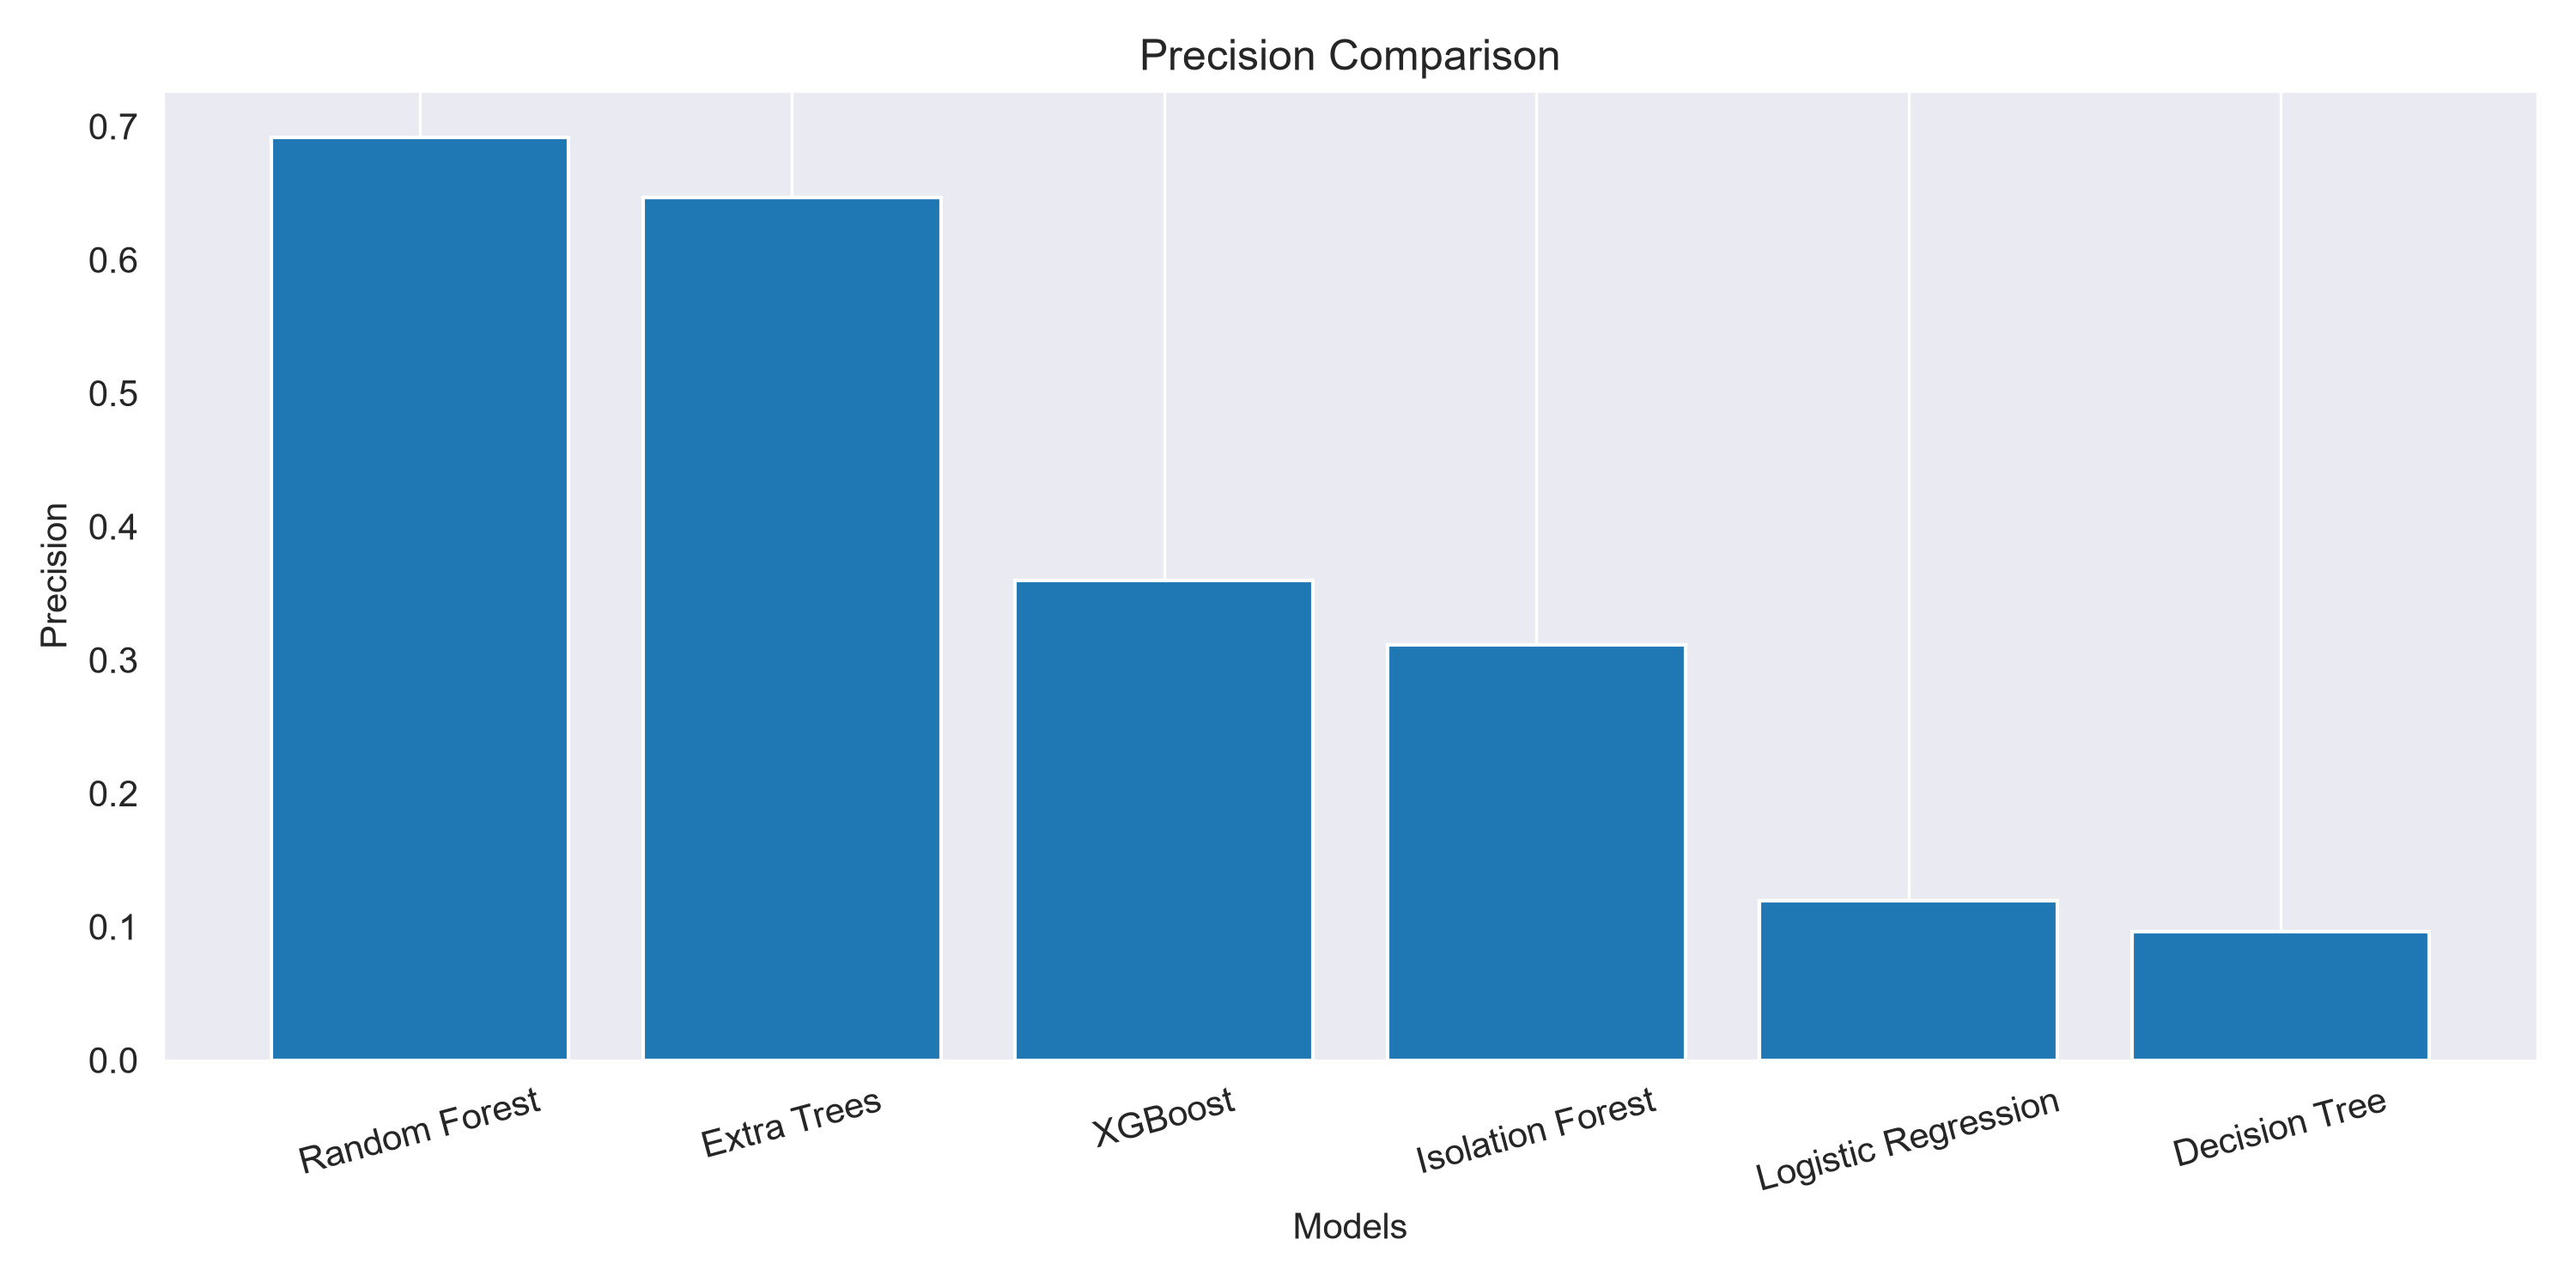 Precision Comparison
0.7
0.6
0.5
0.4
0.3
0.2
0.1
0.0
Precision
Random Forest
Extra Trees
XGBoost
Isolation Forest
Logistic Regression
Decision Tree
Models